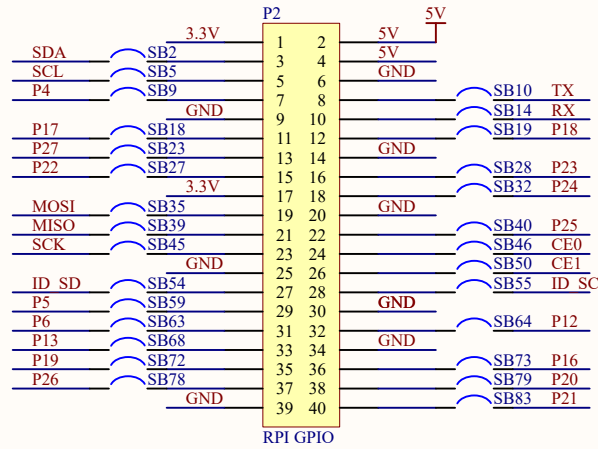 P2
5V
3.3V 1 2 5V
SDA SB2 3 4 5V
SCL SB5 5 6 GND
P4 SB9 7 8 SB10 TX
GND 9 10 SB14 RX
P17 SB18 11 12 SB19 P18
P27 SB23 13 14 GND
P22 SB27 15 16 SB28 P23
3.3V 17 18 SB32 P24
MOSI SB35 19 20 GND
MISO SB39 21 22 SB40 P25
SCK SB45 23 24 SB46 CE0
GND 25 26 SB50 CE1
ID_SD SB54 27 28 SB55 ID_SC
P5 SB59 29 30 GND
P6 SB63 31 32 SB64 P12
P13 SB68 33 34 GND
P19 SB72 35 36 SB73 P16
P26 SB78 37 38 SB79 P20
GND 39 40 SB83 P21
RPI GPIO